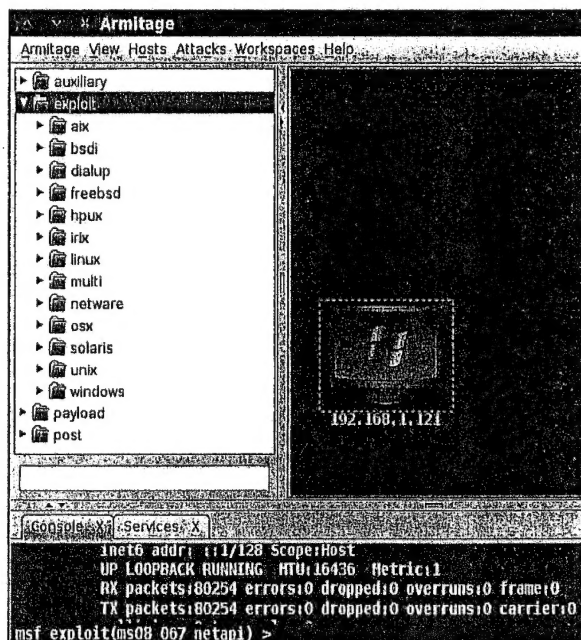 Armitage
Armitage View Hosts Attacks Workspaces Help
auxiliary
exploit
aix
bsdi
dialup
freebsd
hpux
irix
linux
multi
netware
osx
solaris
unix
windows
payload
post
192.168.1.121
Console X Services X
inet6 addr: ::1/128 Scope:Host
UP LOOPBACK RUNNING MTU:16436 Metric:1
RX packets:80254 errors:0 dropped:0 overruns:0 frame:0
TX packets:80254 errors:0 dropped:0 overruns:0 carrier:0
msf exploit(ms08_067_netapi) >